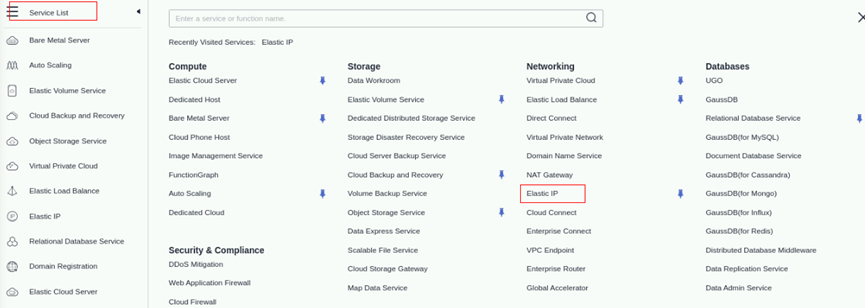 Service List
Bare Metal Server
Auto Scaling
Elastic Volume Service
Cloud Backup and Recovery
Object Storage Service
Virtual Private Cloud
Elastic Load Balance
Elastic IP
Relational Database Service
Domain Registration
Elastic Cloud Server
Enter a service or function name.
Recently Visited Services: Elastic IP
Compute
Elastic Cloud Server
Dedicated Host
Bare Metal Server
Cloud Phone Host
Image Management Service
FunctionGraph
Auto Scaling
Dedicated Cloud
Security & Compliance
DDoS Mitigation
Web Application Firewall
Cloud Firewall
Storage
Data Workroom
Elastic Volume Service
Dedicated Distributed Storage Service
Storage Disaster Recovery Service
Cloud Server Backup Service
Cloud Backup and Recovery
Volume Backup Service
Object Storage Service
Data Express Service
Scalable File Service
Cloud Storage Gateway
Map Data Service
Networking
Virtual Private Cloud
Elastic Load Balance
Direct Connect
Virtual Private Network
Domain Name Service
NAT Gateway
Elastic IP
Cloud Connect
Enterprise Connect
VPC Endpoint
Enterprise Router
Global Accelerator
Databases
UGO
GaussDB
Relational Database Service
GaussDB(for MySQL)
Document Database Service
GaussDB(for Cassandra)
GaussDB(for Mongo)
GaussDB(for Influx)
GaussDB(for Redis)
Distributed Database Middleware
Data Replication Service
Data Admin Service